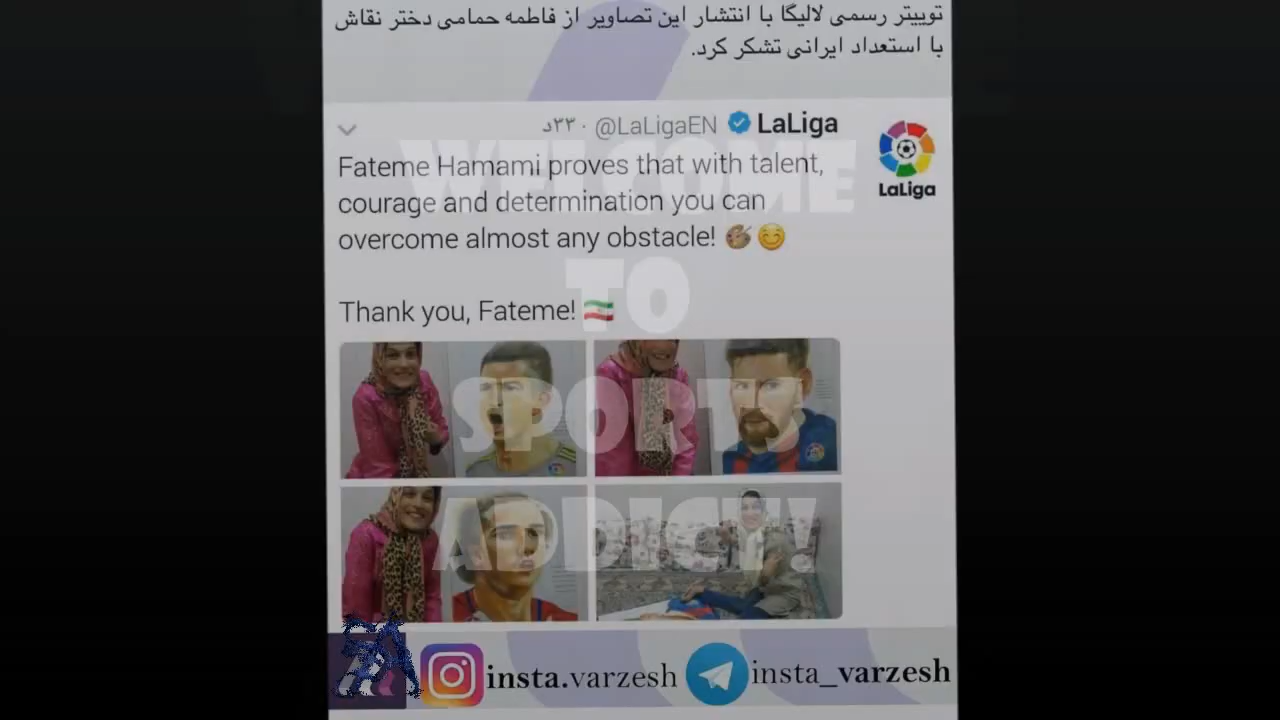 توییتر رسمی لالیگا با انتشار این تصاویر از فاطمه حمامی دختر نقاش
با استعداد ایرانی تشکر کرد.
LaLiga @LaLigaEN · ۳۳د
LaLiga
Fateme Hamami proves that with talent,
courage and determination you can
overcome almost any obstacle! 🎨😊
Thank you, Fateme! 🇮🇷
WELCOME
TO
SPORTS
ADDICT!
SA
insta.varzesh insta_varzesh